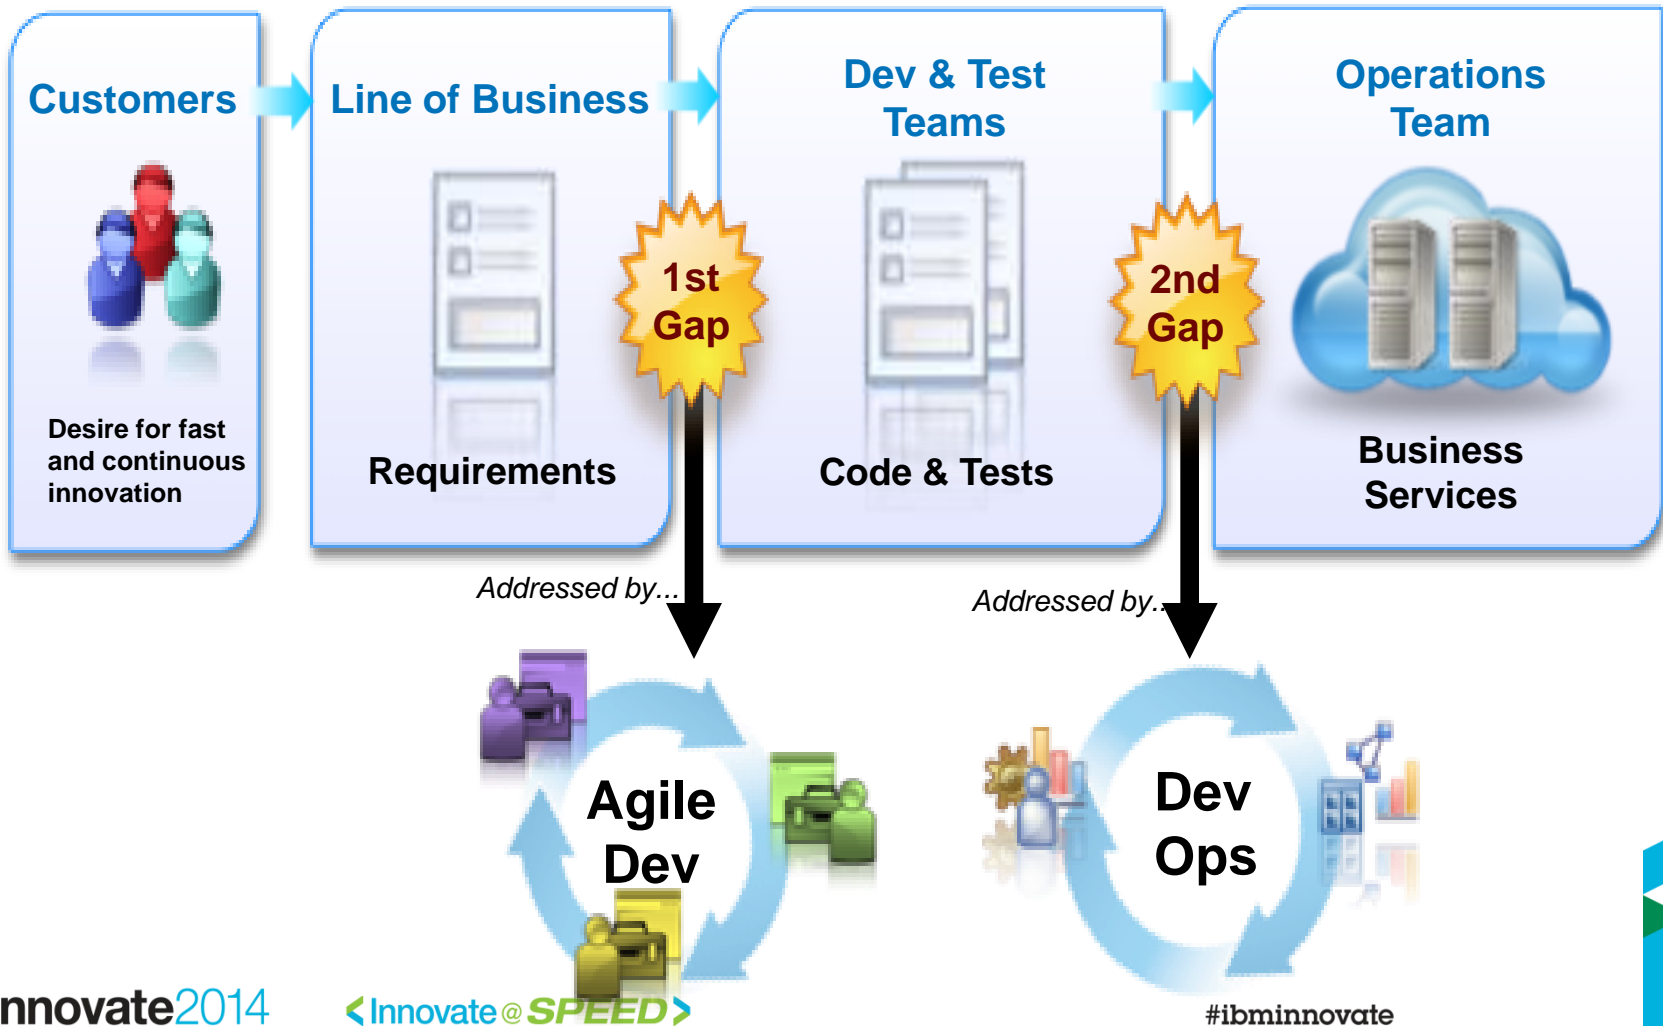 Customers
Line of Business
Dev & Test
Teams
Operations
Team
1st
Gap
2nd
Gap
Desire for fast
and continuous
innovation
Requirements
Code & Tests
Business
Services
Addressed by...
Addressed by..
Agile
Dev
Dev
Ops
nnovate2014
<Innovate@SPEED>
#ibminnovate